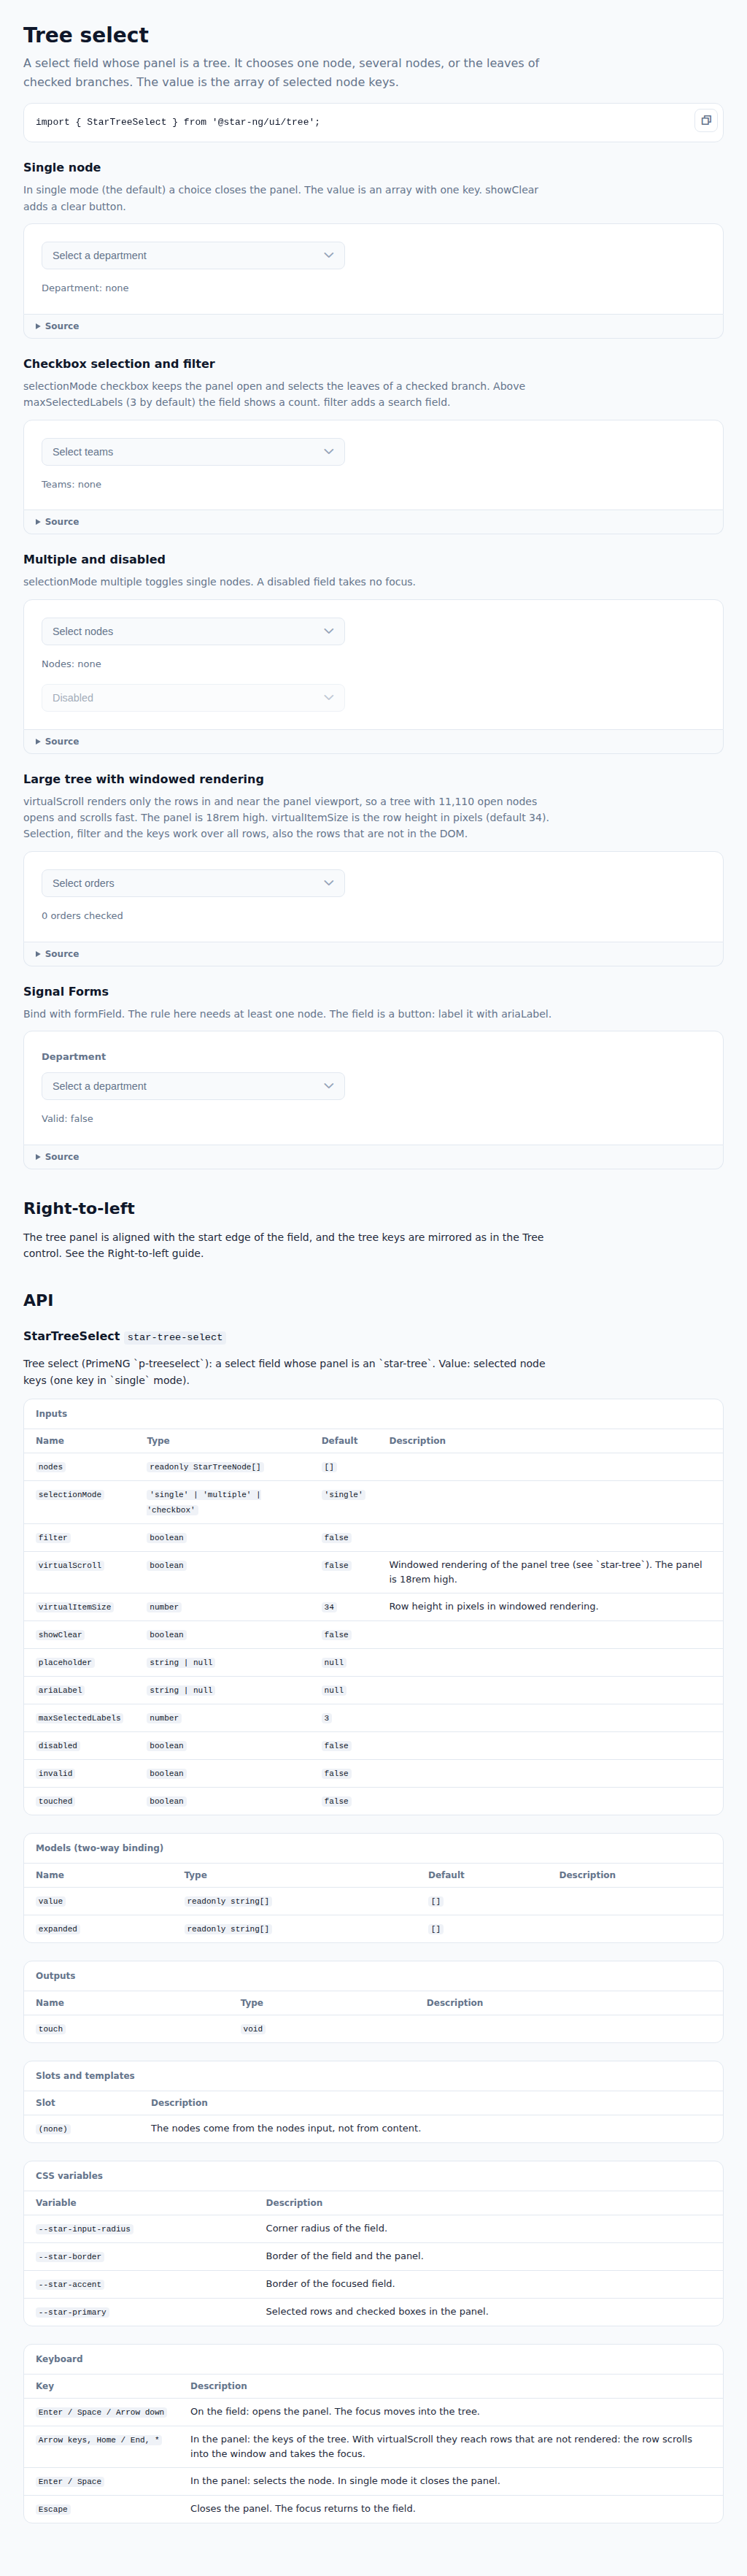 Tree select
A select field whose panel is a tree. It chooses one node, several nodes, or the leaves of
checked branches. The value is the array of selected node keys.
import { StarTreeSelect } from '@star-ng/ui/tree';
Single node
In single mode (the default) a choice closes the panel. The value is an array with one key. showClear
adds a clear button.
Select a department
Department: none
Source
Checkbox selection and filter
selectionMode checkbox keeps the panel open and selects the leaves of a checked branch. Above
maxSelectedLabels (3 by default) the field shows a count. filter adds a search field.
Select teams
Teams: none
Source
Multiple and disabled
selectionMode multiple toggles single nodes. A disabled field takes no focus.
Select nodes
Nodes: none
Disabled
Source
Large tree with windowed rendering
virtualScroll renders only the rows in and near the panel viewport, so a tree with 11,110 open nodes
opens and scrolls fast. The panel is 18rem high. virtualItemSize is the row height in pixels (default 34).
Selection, filter and the keys work over all rows, also the rows that are not in the DOM.
Select orders
0 orders checked
Source
Signal Forms
Bind with formField. The rule here needs at least one node. The field is a button: label it with ariaLabel.
Department
Select a department
Valid: false
Source
Right-to-left
The tree panel is aligned with the start edge of the field, and the tree keys are mirrored as in the Tree
control. See the Right-to-left guide.
API
StarTreeSelect star-tree-select
Tree select (PrimeNG `p-treeselect`): a select field whose panel is an `star-tree`. Value: selected node
keys (one key in `single` mode).
Inputs
Name Type Default Description
nodes readonly StarTreeNode[] []
selectionMode 'single' | 'multiple' | 'single'
'checkbox'
filter boolean false
virtualScroll boolean false Windowed rendering of the panel tree (see `star-tree`). The panel
is 18rem high.
virtualItemSize number 34 Row height in pixels in windowed rendering.
showClear boolean false
placeholder string | null null
ariaLabel string | null null
maxSelectedLabels number 3
disabled boolean false
invalid boolean false
touched boolean false
Models (two-way binding)
Name Type Default Description
value readonly string[] []
expanded readonly string[] []
Outputs
Name Type Description
touch void
Slots and templates
Slot Description
(none) The nodes come from the nodes input, not from content.
CSS variables
Variable Description
--star-input-radius Corner radius of the field.
--star-border Border of the field and the panel.
--star-accent Border of the focused field.
--star-primary Selected rows and checked boxes in the panel.
Keyboard
Key Description
Enter / Space / Arrow down On the field: opens the panel. The focus moves into the tree.
Arrow keys, Home / End, * In the panel: the keys of the tree. With virtualScroll they reach rows that are not rendered: the row scrolls
into the window and takes the focus.
Enter / Space In the panel: selects the node. In single mode it closes the panel.
Escape Closes the panel. The focus returns to the field.